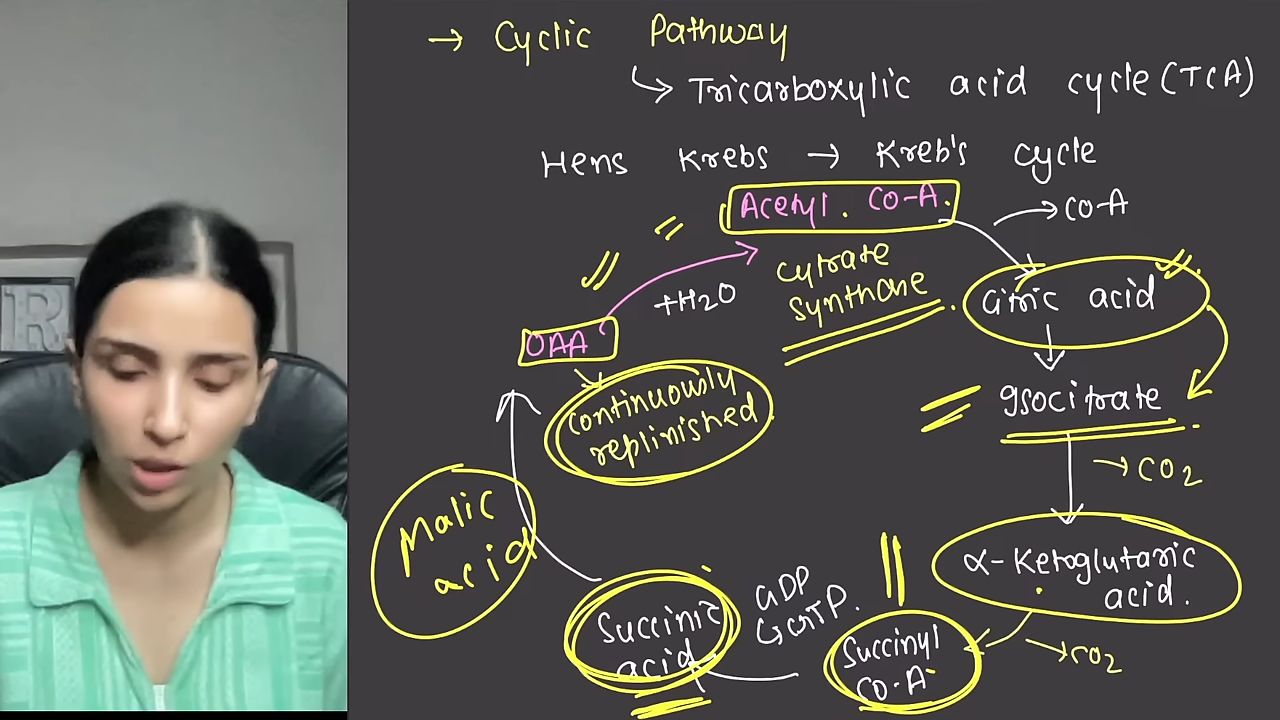 → Cyclic Pathway
↳ Tricarboxylic acid cycle (TCA)
Hens Krebs → Kreb's cycle
Acetyl. CO-A.
→ CO-A
cytrate
synthase
Citric acid
+H2O
OAA
Continuously
replinished.
Isocitrate
→ CO2
Malic
acid
α-Ketoglutaric
acid.
→ CO2
GDP
↳ GTP.
Succinic
acid
Succinyl
CO-A
R